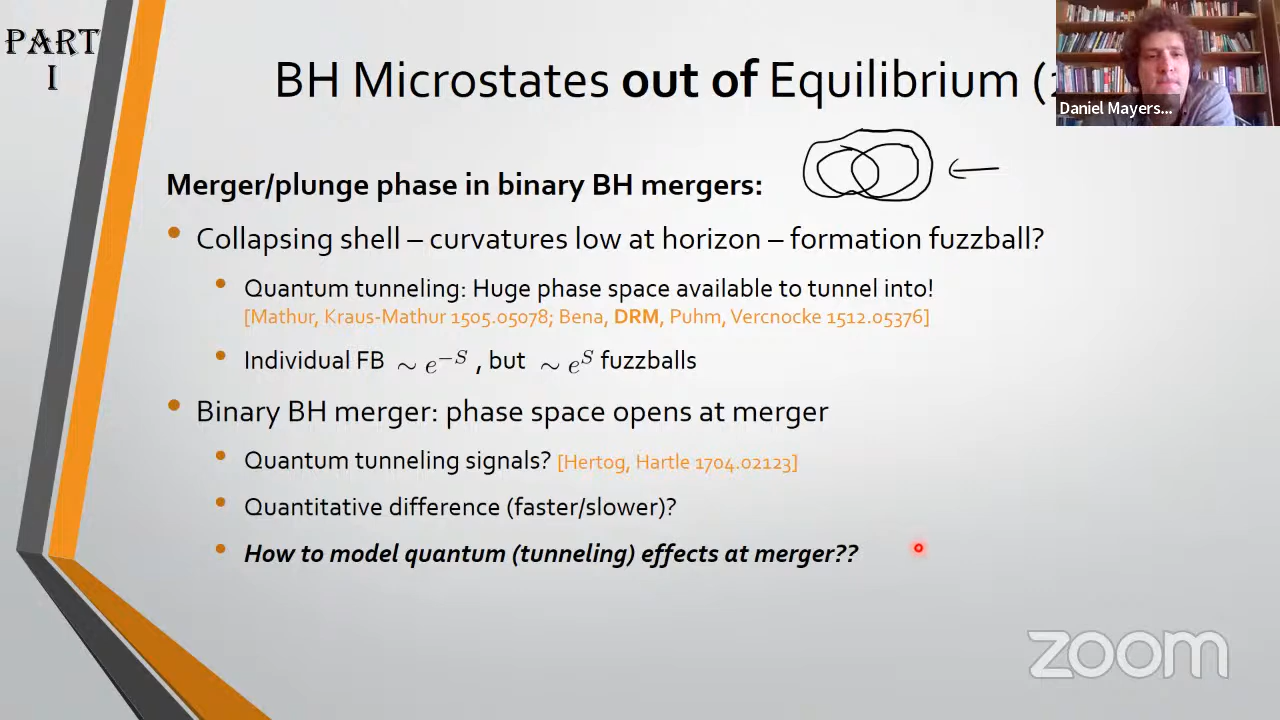 PART
I
BH Microstates out of Equilibrium (
Daniel Mayers...
Merger/plunge phase in binary BH mergers:
• Collapsing shell – curvatures low at horizon – formation fuzzball?
• Quantum tunneling: Huge phase space available to tunnel into!
[Mathur, Kraus-Mathur 1505.05078; Bena, DRM, Puhm, Vercnocke 1512.05376]
• Individual FB ∼ e^{−S} , but ∼ e^{S} fuzzballs
• Binary BH merger: phase space opens at merger
• Quantum tunneling signals? [Hertog, Hartle 1704.02123]
• Quantitative difference (faster/slower)?
• How to model quantum (tunneling) effects at merger??
zoom